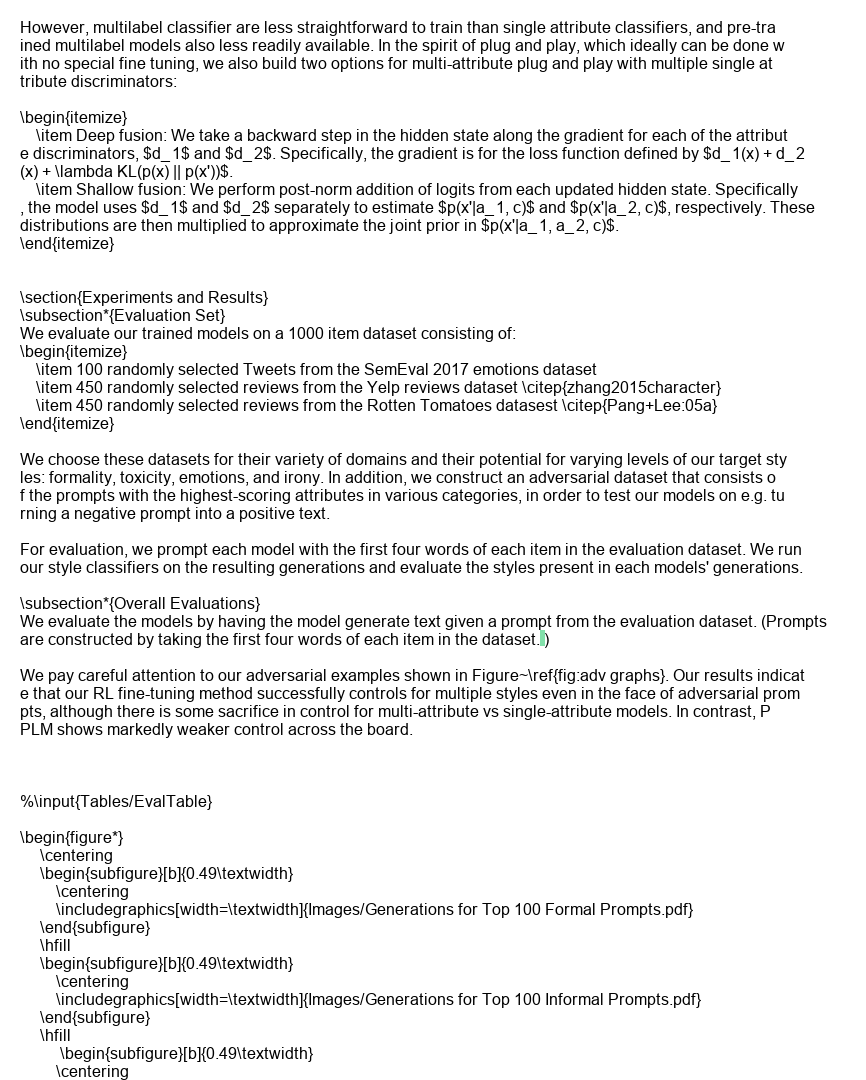 However, multilabel classifier are less straightforward to train than single attribute classifiers, and pre-tra
ined multilabel models also less readily available. In the spirit of plug and play, which ideally can be done w
ith no special fine tuning, we also build two options for multi-attribute plug and play with multiple single at
tribute discriminators:
\begin{itemize}
\item Deep fusion: We take a backward step in the hidden state along the gradient for each of the attribut
e discriminators, $d_1$ and $d_2$. Specifically, the gradient is for the loss function defined by $d_1(x) + d_2
(x) + \lambda KL(p(x) || p(x'))$.
\item Shallow fusion: We perform post-norm addition of logits from each updated hidden state. Specifically
, the model uses $d_1$ and $d_2$ separately to estimate $p(x'|a_1, c)$ and $p(x'|a_2, c)$, respectively. These
distributions are then multiplied to approximate the joint prior in $p(x'|a_1, a_2, c)$.
\end{itemize}
\section{Experiments and Results}
\subsection*{Evaluation Set}
We evaluate our trained models on a 1000 item dataset consisting of:
\begin{itemize}
\item 100 randomly selected Tweets from the SemEval 2017 emotions dataset
\item 450 randomly selected reviews from the Yelp reviews dataset \citep{zhang2015character}
\item 450 randomly selected reviews from the Rotten Tomatoes datasest \citep{Pang+Lee:05a}
\end{itemize}
We choose these datasets for their variety of domains and their potential for varying levels of our target sty
les: formality, toxicity, emotions, and irony. In addition, we construct an adversarial dataset that consists o
f the prompts with the highest-scoring attributes in various categories, in order to test our models on e.g. tu
rning a negative prompt into a positive text.
For evaluation, we prompt each model with the first four words of each item in the evaluation dataset. We run
our style classifiers on the resulting generations and evaluate the styles present in each models' generations.
\subsection*{Overall Evaluations}
We evaluate the models by having the model generate text given a prompt from the evaluation dataset. (Prompts
are constructed by taking the first four words of each item in the dataset. )
We pay careful attention to our adversarial examples shown in Figure~\ref{fig:adv graphs}. Our results indicat
e that our RL fine-tuning method successfully controls for multiple styles even in the face of adversarial prom
pts, although there is some sacrifice in control for multi-attribute vs single-attribute models. In contrast, P
PLM shows markedly weaker control across the board.
%\input{Tables/EvalTable}
\begin{figure*}
\centering
\begin{subfigure}[b]{0.49\textwidth}
\centering
\includegraphics[width=\textwidth]{Images/Generations for Top 100 Formal Prompts.pdf}
\end{subfigure}
\hfill
\begin{subfigure}[b]{0.49\textwidth}
\centering
\includegraphics[width=\textwidth]{Images/Generations for Top 100 Informal Prompts.pdf}
\end{subfigure}
\hfill
\begin{subfigure}[b]{0.49\textwidth}
\centering